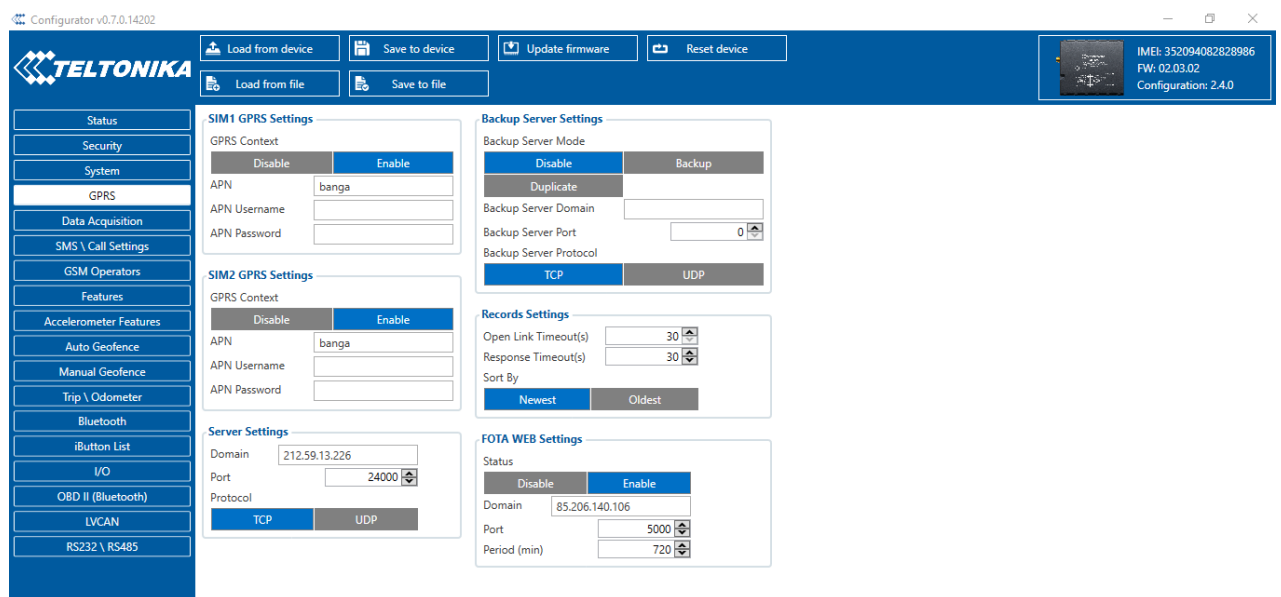 Configurator v0.7.0.14202
TELTONIKA
Load from device
Save to device
Update firmware
Reset device
Load from file
Save to file
IMEI: 352094082828986
FW: 02.03.02
Configuration: 2.4.0
Status
Security
System
GPRS
Data Acquisition
SMS \ Call Settings
GSM Operators
Features
Accelerometer Features
Auto Geofence
Manual Geofence
Trip \ Odometer
Bluetooth
iButton List
I/O
OBD II (Bluetooth)
LVCAN
RS232 \ RS485
SIM1 GPRS Settings
GPRS Context
Disable Enable
APN banga
APN Username
APN Password
SIM2 GPRS Settings
GPRS Context
Disable Enable
APN banga
APN Username
APN Password
Server Settings
Domain 212.59.13.226
Port 24000
Protocol
TCP UDP
Backup Server Settings
Backup Server Mode
Disable Backup
Duplicate
Backup Server Domain
Backup Server Port 0
Backup Server Protocol
TCP UDP
Records Settings
Open Link Timeout(s) 30
Response Timeout(s) 30
Sort By
Newest Oldest
FOTA WEB Settings
Status
Disable Enable
Domain 85.206.140.106
Port 5000
Period (min) 720